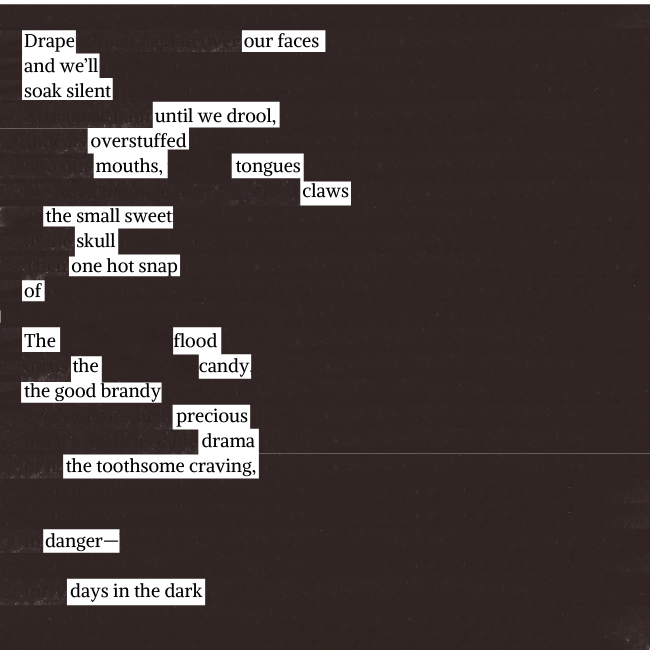 Drape our faces
and we’ll
soak silent
until we drool,
overstuffed
mouths, tongues
claws
the small sweet
skull
one hot snap
of
The flood
the candy.
the good brandy
precious
drama
the toothsome craving,
danger—
days in the dark